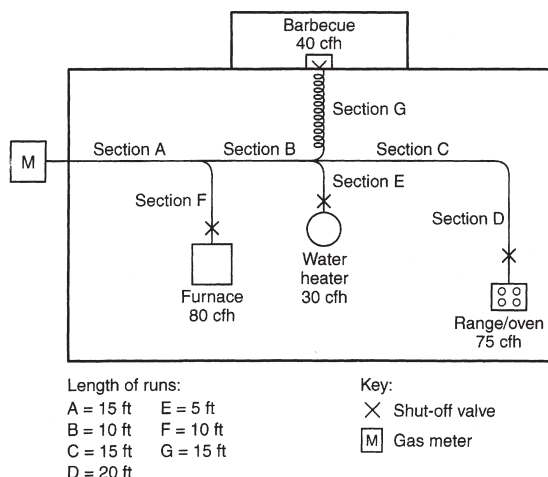 Barbecue
40 cfh
Section G
Section A
Section B
Section C
M
Section F
Section E
Section D
Furnace
80 cfh
Water
heater
30 cfh
Range/oven
75 cfh
Length of runs:
A = 15 ft E = 5 ft
B = 10 ft F = 10 ft
C = 15 ft G = 15 ft
D = 20 ft
Key:
Shut-off valve
M Gas meter